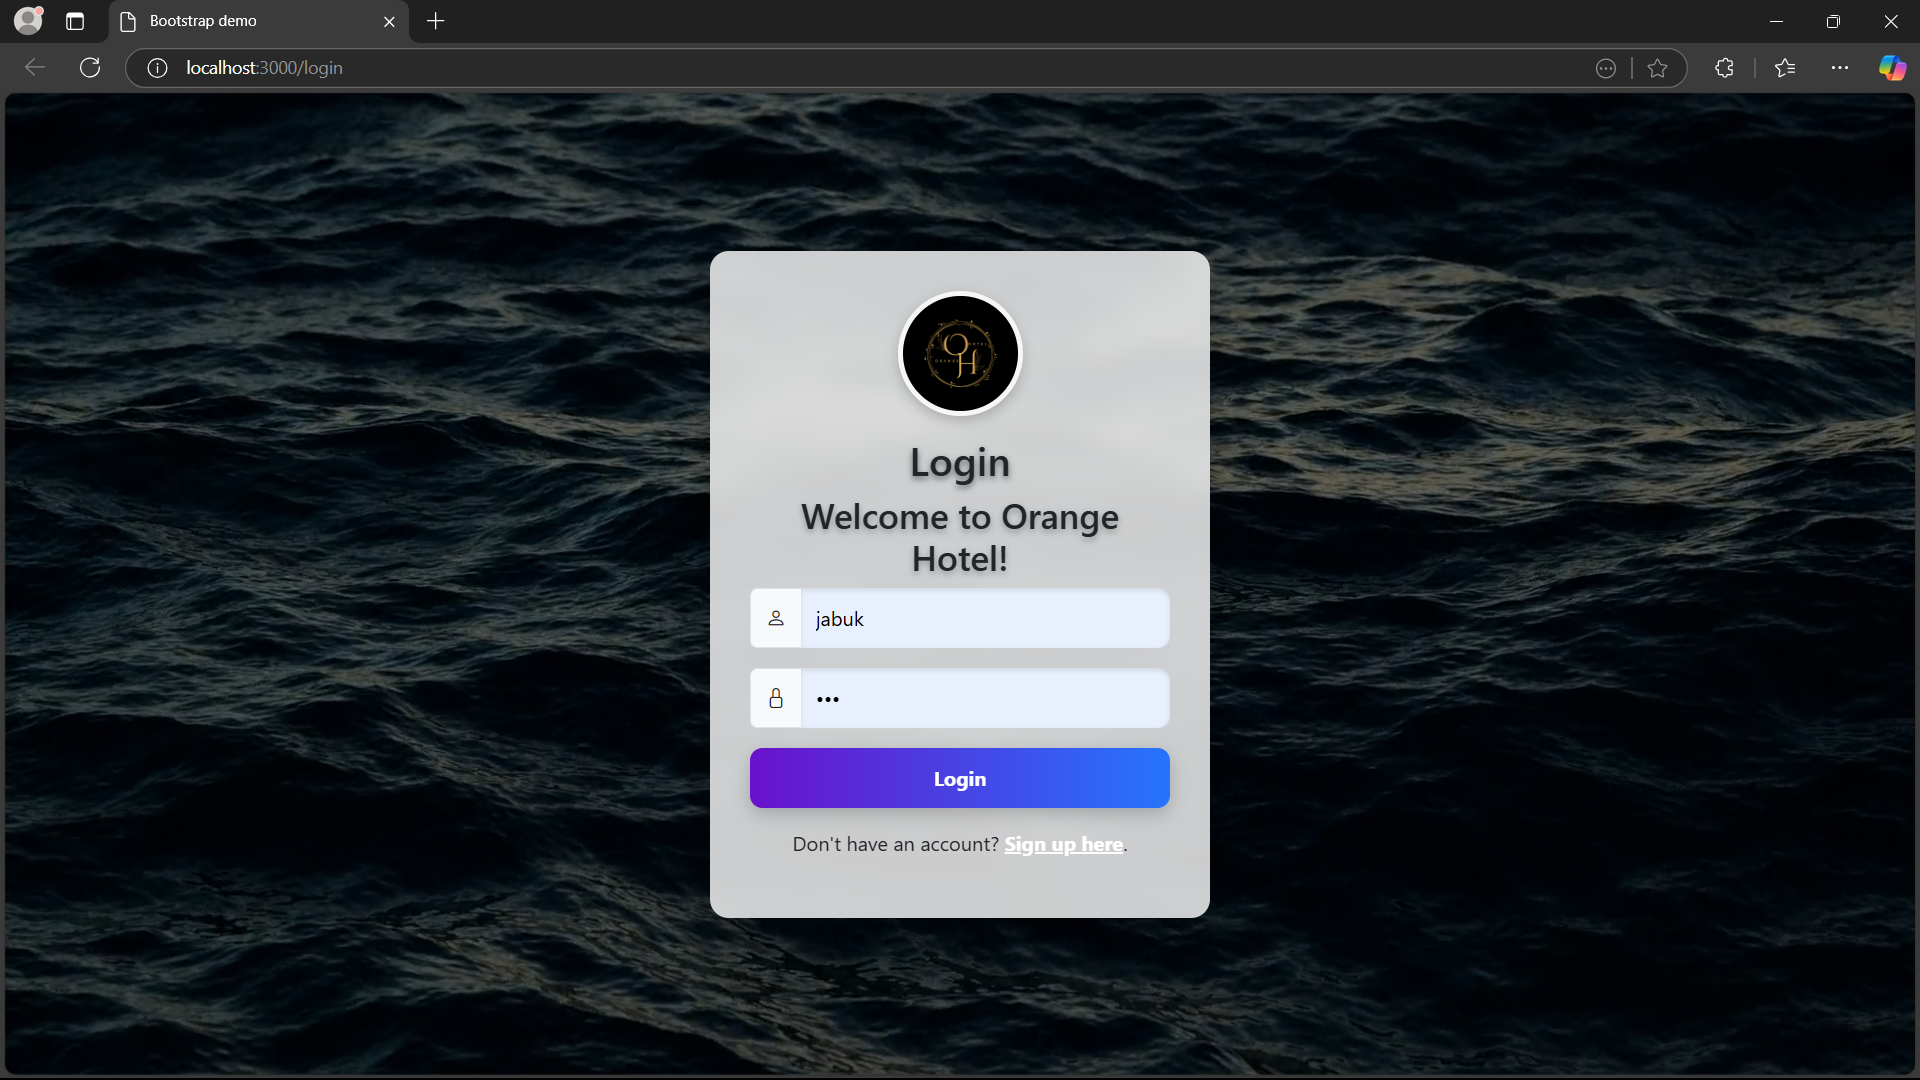 Bootstrap demo
localhost:3000/login
OH
Login
Welcome to Orange
Hotel!
jabuk
•••
Login
Don't have an account? Sign up here.